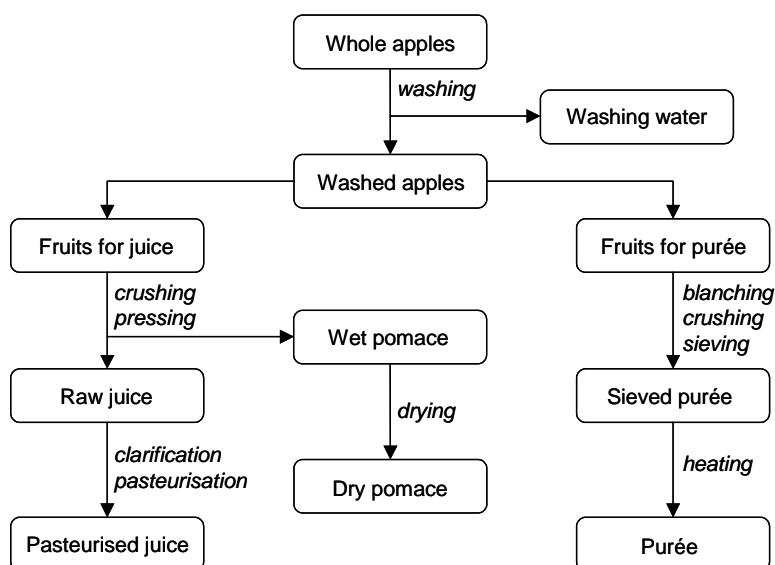 Whole apples
washing
Washing water
Washed apples
Fruits for juice
Fruits for purée
crushing
pressing
blanching
crushing
sieving
Wet pomace
Raw juice
Sieved purée
drying
clarification
pasteurisation
heating
Dry pomace
Pasteurised juice
Purée